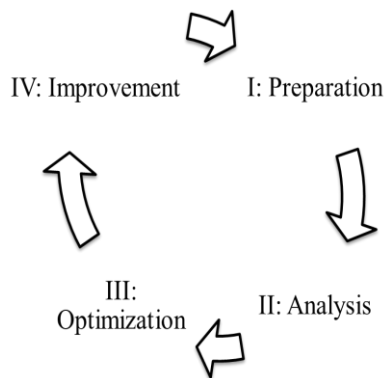 IV: Improvement
I: Preparation
III:
Optimization
II: Analysis